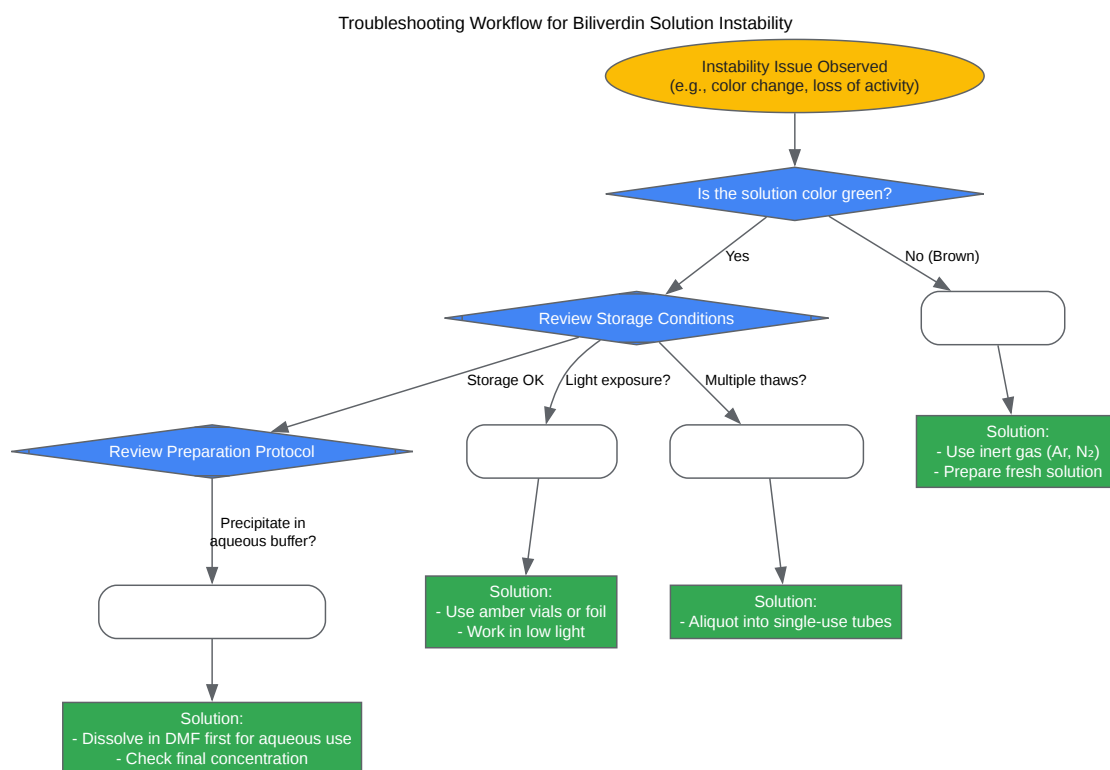 Troubleshooting Workflow for Biliverdin Solution Instability
Instability Issue Observed
(e.g., color change, loss of activity)
Is the solution color green?
Yes
No (Brown)
Review Storage Conditions
Storage OK
Light exposure?
Multiple thaws?
Review Preparation Protocol
Solution:
- Use inert gas (Ar, N₂)
- Prepare fresh solution
Precipitate in
aqueous buffer?
Solution:
- Use amber vials or foil
- Work in low light
Solution:
- Aliquot into single-use tubes
Solution:
- Dissolve in DMF first for aqueous use
- Check final concentration